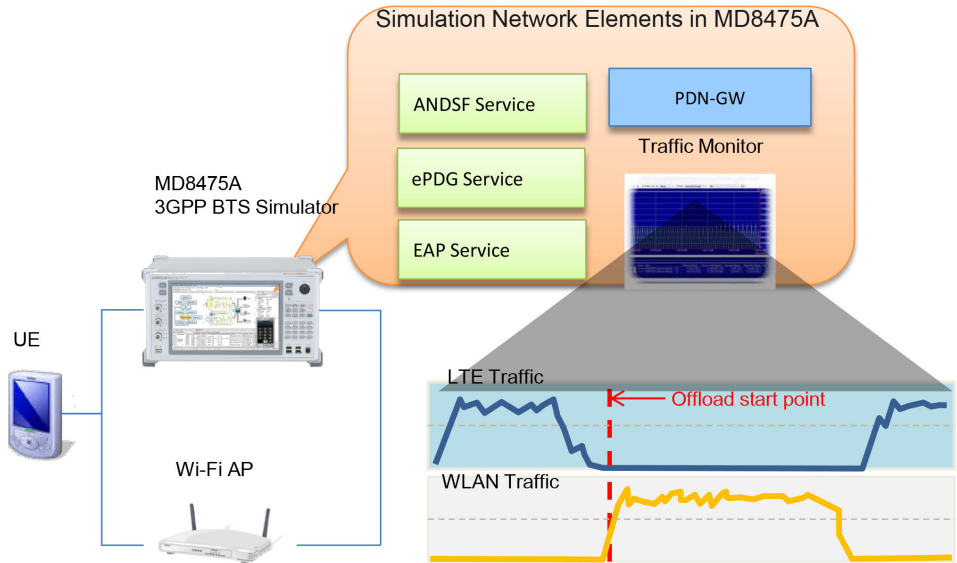 Simulation Network Elements in MD8475A
ANDSF Service
PDN-GW
Traffic Monitor
ePDG Service
EAP Service
MD8475A
3GPP BTS Simulator
UE
Wi-Fi AP
LTE Traffic
Offload start point
WLAN Traffic